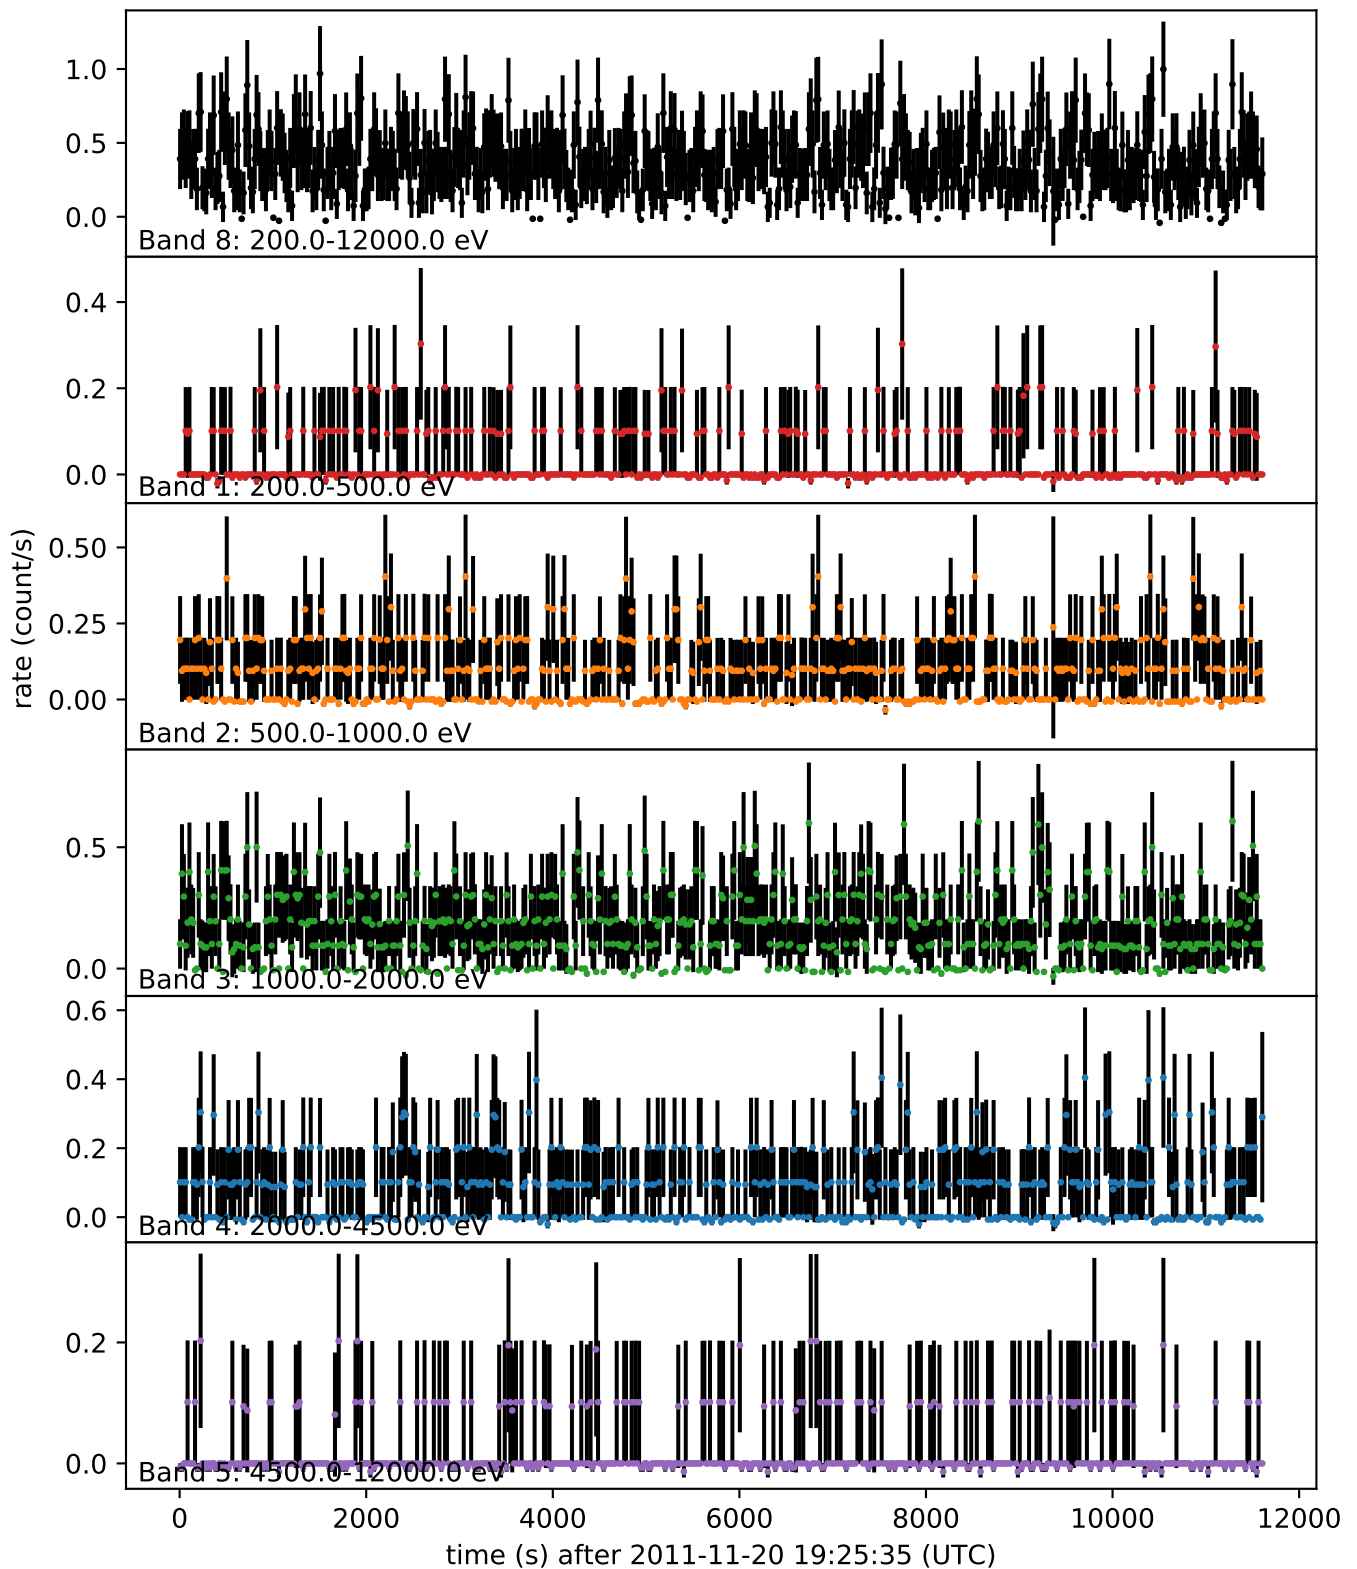 1.0
0.5
0.0
Band 8: 200.0-12000.0 eV
0.4
0.2
0.0
Band 1: 200.0-500.0 eV
0.50
0.25
0.00
Band 2: 500.0-1000.0 eV
rate (count/s)
0.5
0.0
Band 3: 1000.0-2000.0 eV
0.6
0.4
0.2
0.0
Band 4: 2000.0-4500.0 eV
0.2
0.0
Band 5: 4500.0-12000.0 eV
0 2000 4000 6000 8000 10000 12000
time (s) after 2011-11-20 19:25:35 (UTC)